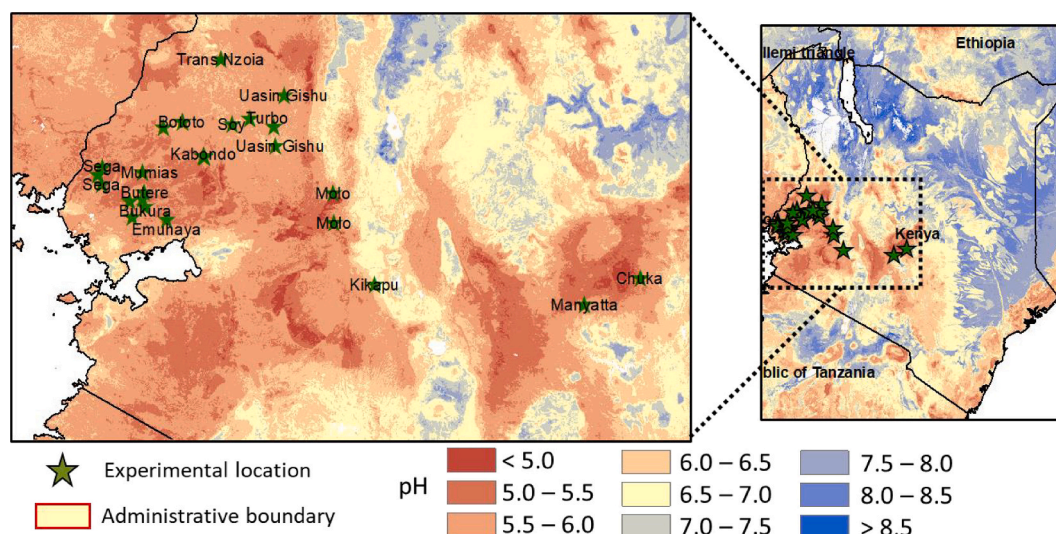 Trans Nzoia
Uasin Gishu
Bototo
Soy
Turbo
Uasin Gishu
Kabondo
Sega
Mumias
Sega
Butere
Bukura
Emuhaya
Molo
Molo
Kikapu
Chuka
Manyatta
Ilemi triangle
Ethiopia
Kenya
blic of Tanzania
Experimental location
Administrative boundary
pH
< 5.0
5.0 – 5.5
5.5 – 6.0
6.0 – 6.5
6.5 – 7.0
7.0 – 7.5
7.5 – 8.0
8.0 – 8.5
> 8.5